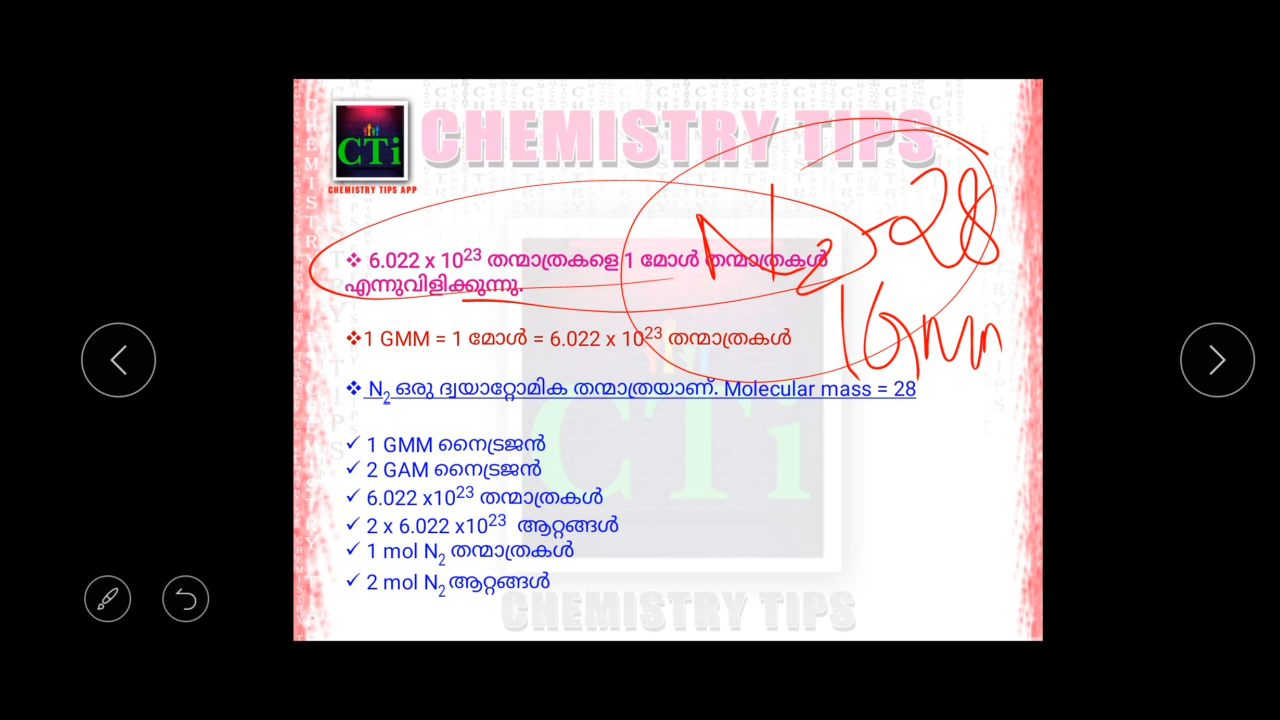 CTi
CHEMISTRY TIPS
CHEMISTRY TIPS APP
N2 28
❖ 6.022 x 10²³ തന്മാത്രകളെ 1 മോൾ തന്മാത്രകൾ
എന്നുവിളിക്കുന്നു.
1 GMM
❖1 GMM = 1 മോൾ = 6.022 x 10²³ തന്മാത്രകൾ
❖ N₂ ഒരു ദ്വയാറ്റോമിക തന്മാത്രയാണ്. Molecular mass = 28
CTi
✓ 1 GMM നൈട്രജൻ
✓ 2 GAM നൈട്രജൻ
✓ 6.022 x10²³ തന്മാത്രകൾ
✓ 2 x 6.022 x10²³ ആറ്റങ്ങൾ
✓ 1 mol N₂ തന്മാത്രകൾ
✓ 2 mol N₂ ആറ്റങ്ങൾ
CHEMISTRY TIPS